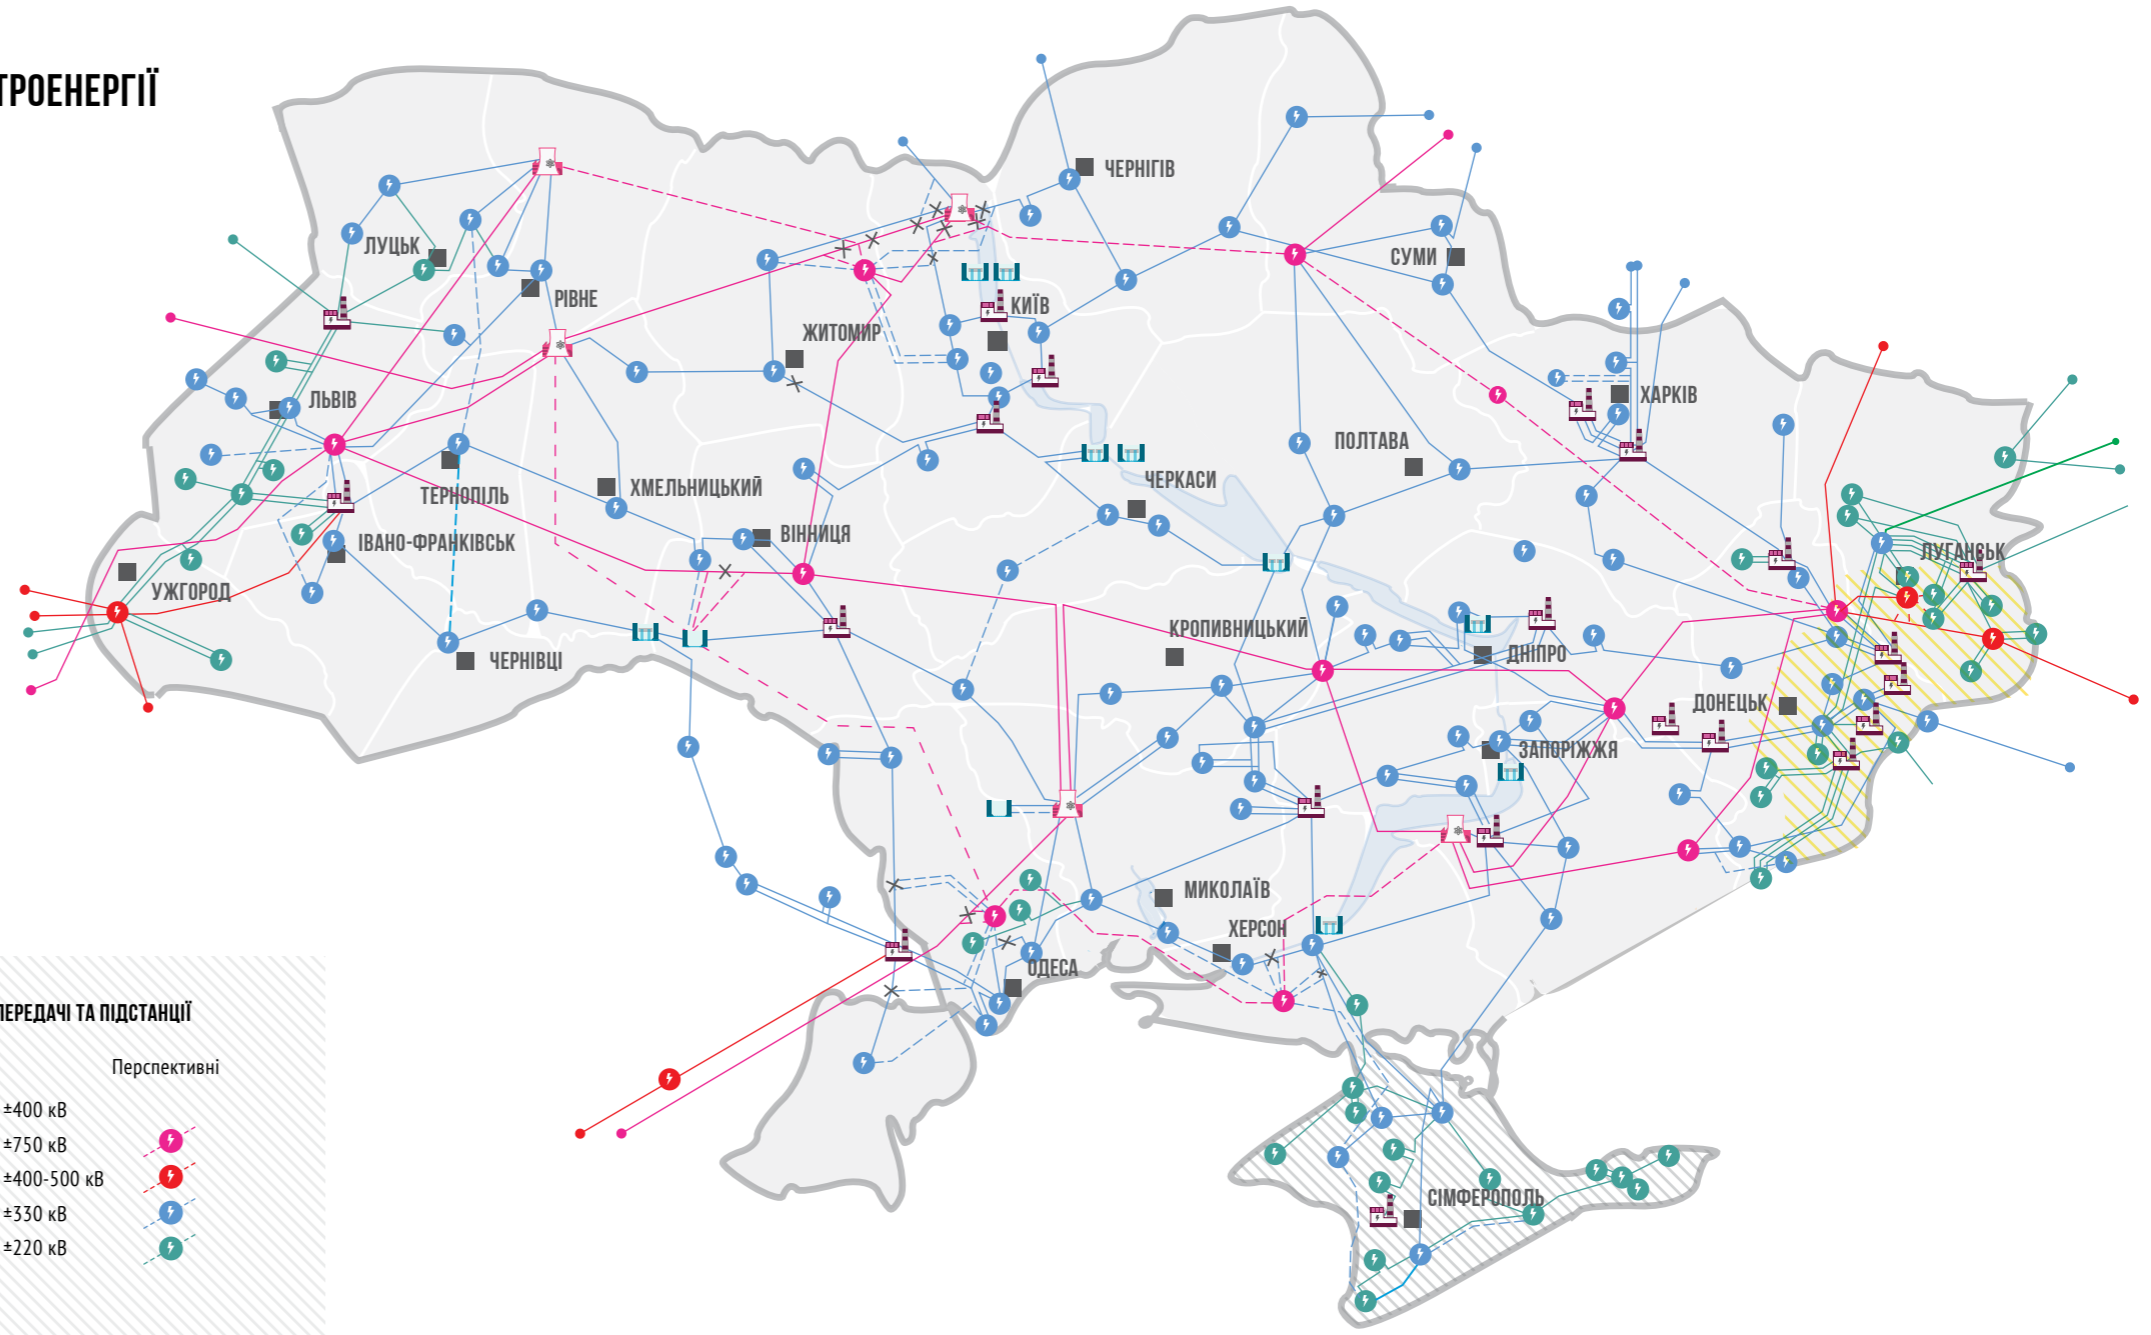 ТРОЕНЕРГІЇ
ЧЕРНІГІВ
ЛУЦЬК
СУМИ
РІВНЕ
КИЇВ
ЖИТОМИР
ЛЬВІВ
ХАРКІВ
ПОЛТАВА
ТЕРНОПІЛЬ
ХМЕЛЬНИЦЬКИЙ
ЧЕРКАСИ
ВІННИЦЯ
ІВАНО-ФРАНКІВСЬК
ЛУГАНСЬК
УЖГОРОД
КРОПИВНИЦЬКИЙ
ДНІПРО
ЧЕРНІВЦІ
ДОНЕЦЬК
ЗАПОРІЖЖЯ
МИКОЛАЇВ
ХЕРСОН
ОДЕСА
СІМФЕРОПОЛЬ
ПЕРЕДАЧІ ТА ПІДСТАНЦІЇ
Перспективні
±400 кВ
±750 кВ
±400-500 кВ
±330 кВ
±220 кВ